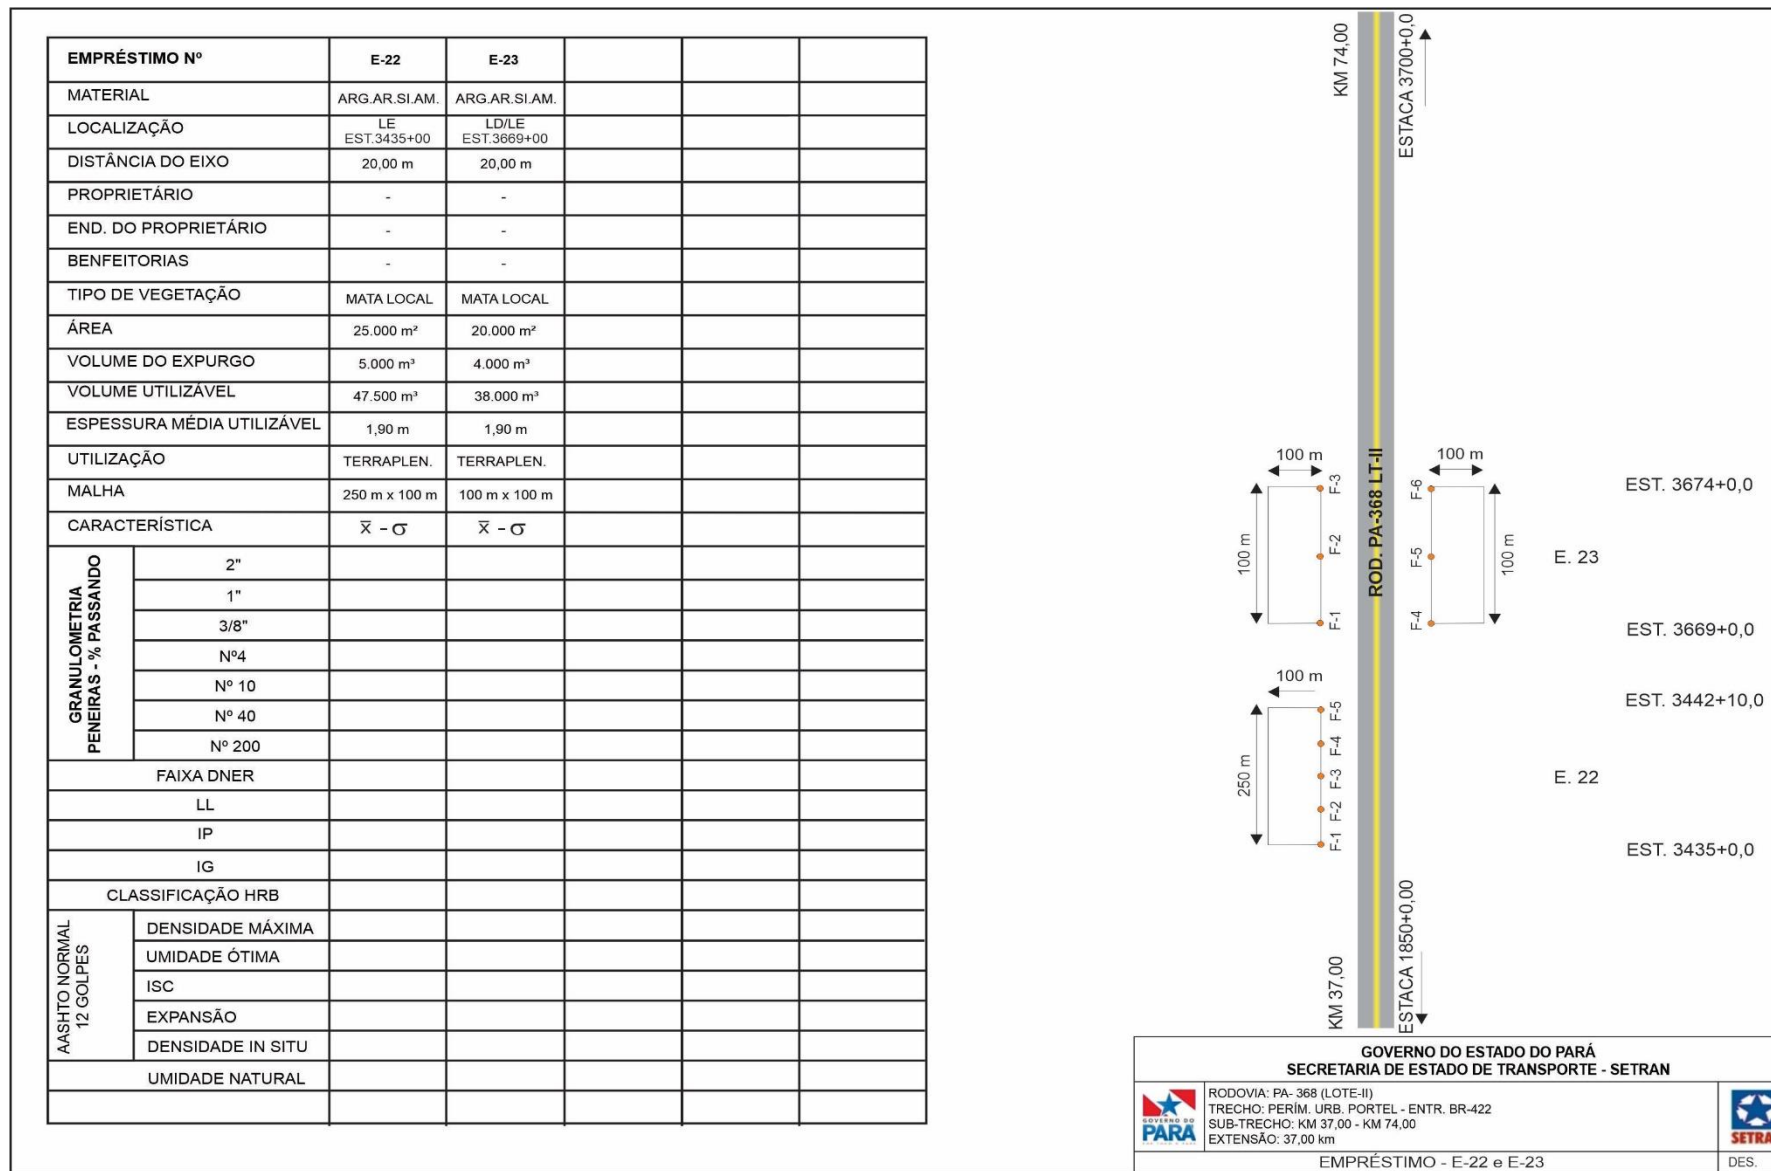 EMPRÉSTIMO Nº E-22 E-23
MATERIAL ARG.AR.SI.AM. ARG.AR.SI.AM.
LOCALIZAÇÃO LE EST.3435+00 LD/LE EST.3669+00
DISTÂNCIA DO EIXO 20,00 m 20,00 m
PROPRIETÁRIO - -
END. DO PROPRIETÁRIO - -
BENFEITORIAS - -
TIPO DE VEGETAÇÃO MATA LOCAL MATA LOCAL
ÁREA 25.000 m² 20.000 m²
VOLUME DO EXPURGO 5.000 m³ 4.000 m³
VOLUME UTILIZÁVEL 47.500 m³ 38.000 m³
ESPESSURA MÉDIA UTILIZÁVEL 1,90 m 1,90 m
UTILIZAÇÃO TERRAPLEN. TERRAPLEN.
MALHA 250 m x 100 m 100 m x 100 m
CARACTERÍSTICA x̅ - σ x̅ - σ
GRANULOMETRIA
PENEIRAS - % PASSANDO
2"
1"
3/8"
Nº4
Nº 10
Nº 40
Nº 200
FAIXA DNER
LL
IP
IG
CLASSIFICAÇÃO HRB
AASHTO NORMAL
12 GOLPES
DENSIDADE MÁXIMA
UMIDADE ÓTIMA
ISC
EXPANSÃO
DENSIDADE IN SITU
UMIDADE NATURAL
KM 74,00
ESTACA 3700+0,0
ROD. PA-368 LT-II
100 m
100 m
F-3
F-2
F-1
100 m
100 m
F-6
F-5
F-4
EST. 3674+0,0
E. 23
EST. 3669+0,0
100 m
250 m
F-5
F-4
F-3
F-2
F-1
EST. 3442+10,0
E. 22
EST. 3435+0,0
KM 37,00
ESTACA 1850+0,00
GOVERNO DO ESTADO DO PARÁ
SECRETARIA DE ESTADO DE TRANSPORTE - SETRAN
GOVERNO DO
PARÁ
RODOVIA: PA- 368 (LOTE-II)
TRECHO: PERÍM. URB. PORTEL - ENTR. BR-422
SUB-TRECHO: KM 37,00 - KM 74,00
EXTENSÃO: 37,00 km
SETRA
EMPRÉSTIMO - E-22 e E-23
DES.